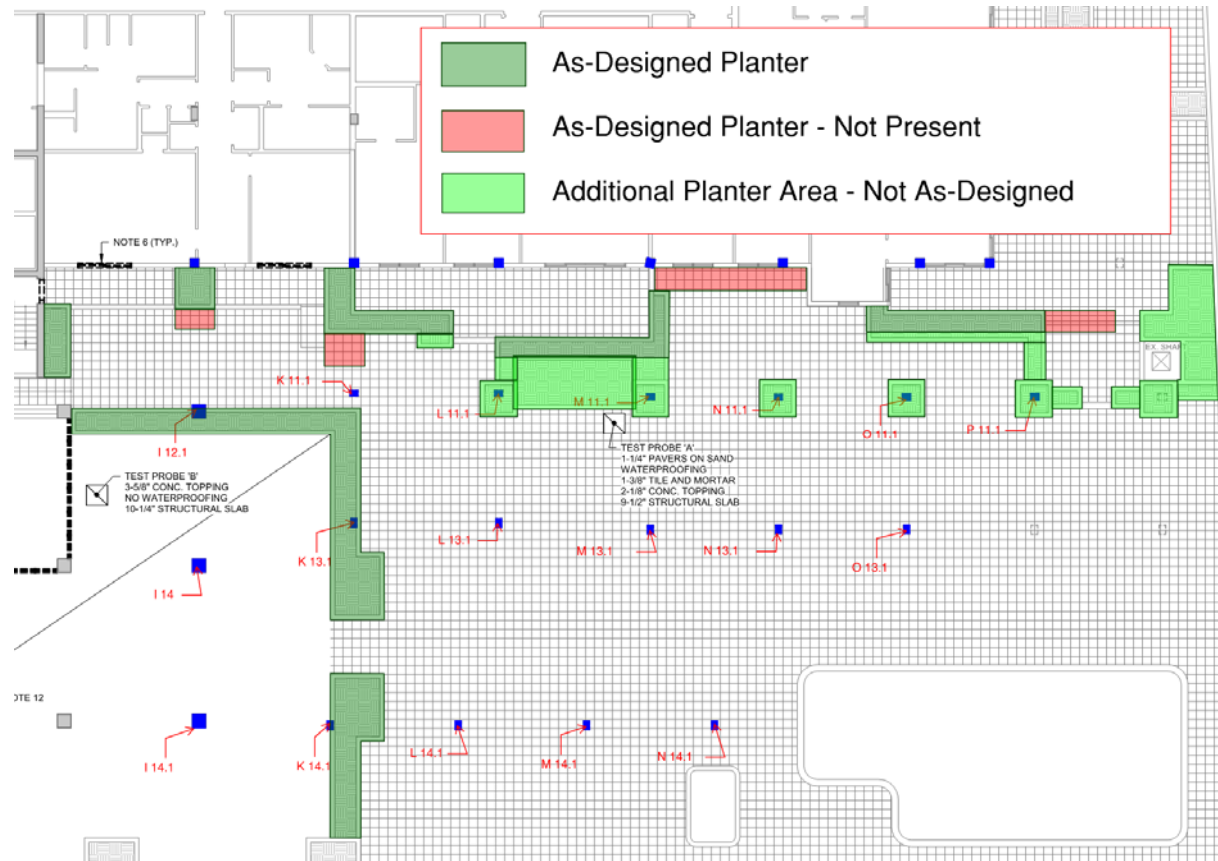 As-Designed Planter
As-Designed Planter - Not Present
Additional Planter Area - Not As-Designed
NOTE 6 (TYP.)
EX. SHAFT
K 11.1
L 11.1
M 11.1
N 11.1
O 11.1
P 11.1
I 12.1
TEST PROBE 'A'
1-1/4" PAVERS ON SAND
WATERPROOFING
1-3/8" TILE AND MORTAR
2-1/8" CONC. TOPPING
9-1/2" STRUCTURAL SLAB
TEST PROBE 'B'
3-5/8" CONC. TOPPING
NO WATERPROOFING
10-1/4" STRUCTURAL SLAB
K 13.1
L 13.1
M 13.1
N 13.1
O 13.1
I 14
OTE 12
I 14.1
K 14.1
L 14.1
M 14.1
N 14.1